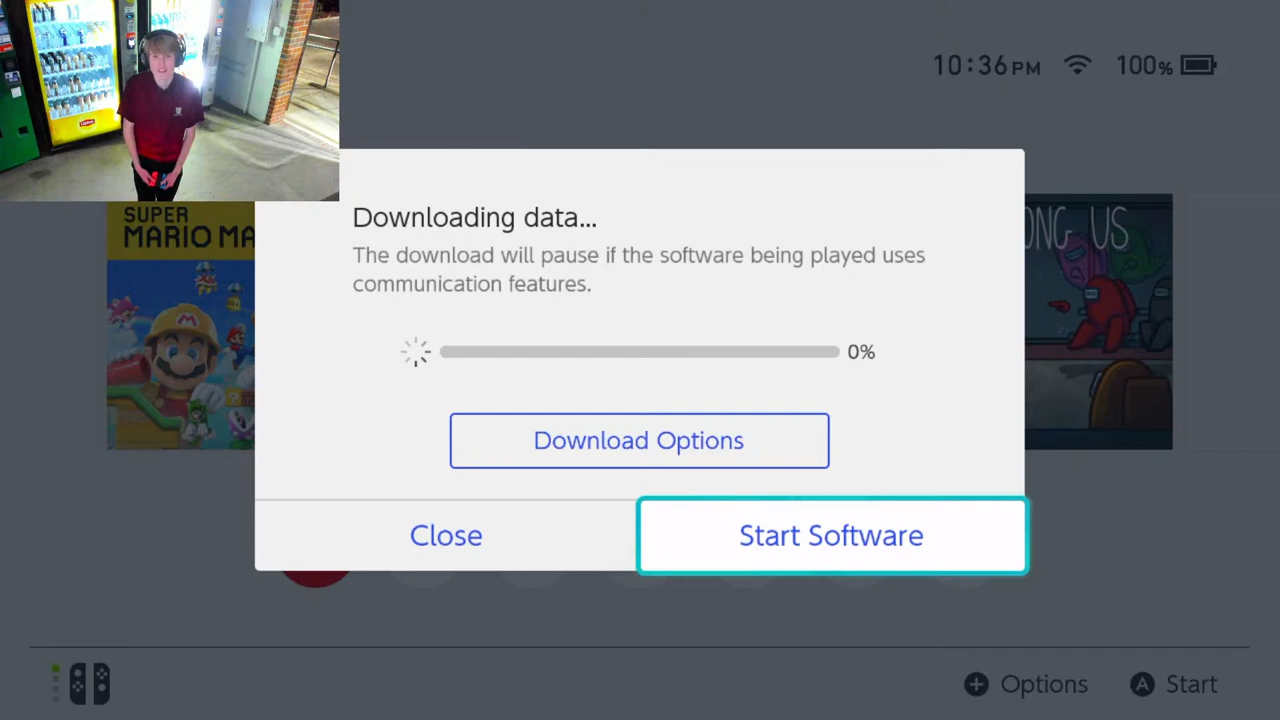 10:36PM
100%
SUPER
MARIO MA
ONG US
Downloading data...
The download will pause if the software being played uses
communication features.
0%
Download Options
Close
Start Software
Options
Start